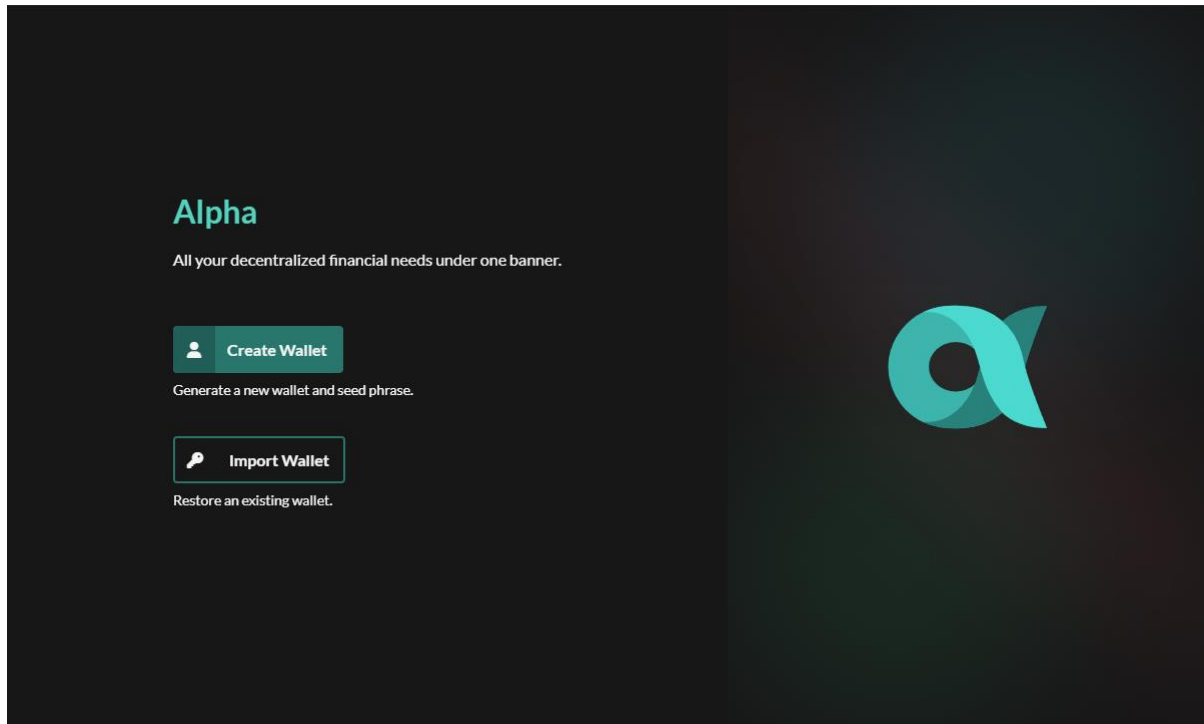 Alpha
All your decentralized financial needs under one banner.
Create Wallet
Generate a new wallet and seed phrase.
Import Wallet
Restore an existing wallet.